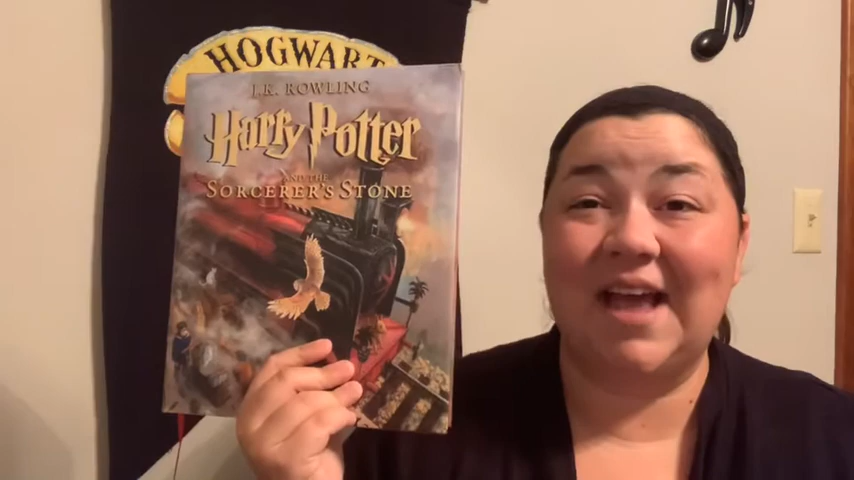 HOGWART
J.K. ROWLING
Harry Potter
AND THE
SORCERER'S STONE